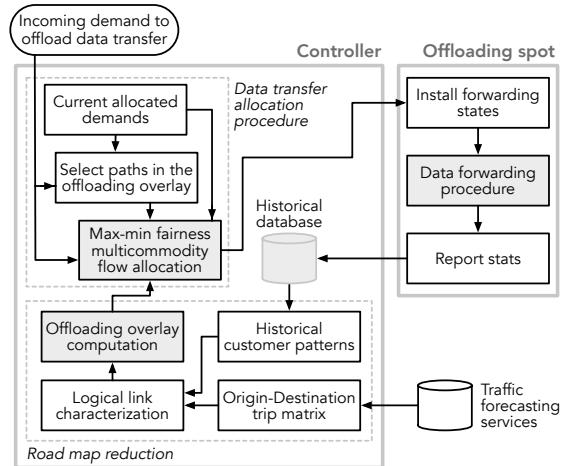 Incoming demand to
offload data transfer
Controller
Offloading spot
Current allocated
demands
Data transfer
allocation
procedure
Install forwarding
states
Select paths in the
offloading overlay
Data forwarding
procedure
Max-min fairness
multicommodity
flow allocation
Historical
database
Report stats
Offloading overlay
computation
Historical
customer patterns
Logical link
characterization
Origin-Destination
trip matrix
Traffic
forecasting
services
Road map reduction